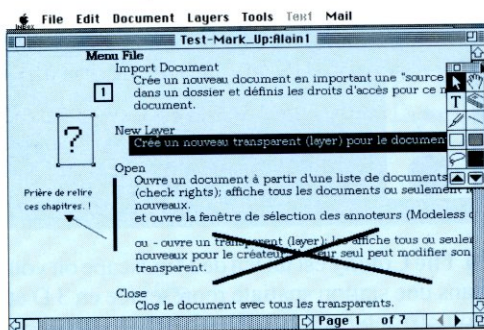 File Edit Document Layers Tools Text Mail
INDEX
Test-Mark_Up:Alain1
Menu File
Import Document
Crée un nouveau document en important une "source
1
dans un dossier et définis les droits d'accès pour ce
document.
?
New Layer
Crée un nouveau transparent (layer) pour le document
T
Open
Ouvre un document à partir d'une liste de documents
Prière de relire
ces chapitres. !
(check rights); affiche tous les documents ou seulement
nouveaux.
et ouvre la fenêtre de sélection des annoteurs (Modeless
ou - ouvre un transparent (layer); affiche tous ou
nouveaux pour le seul peut modifier son
transparent.
Close
Clos le document avec tous les transparents.
Page 1 of 7